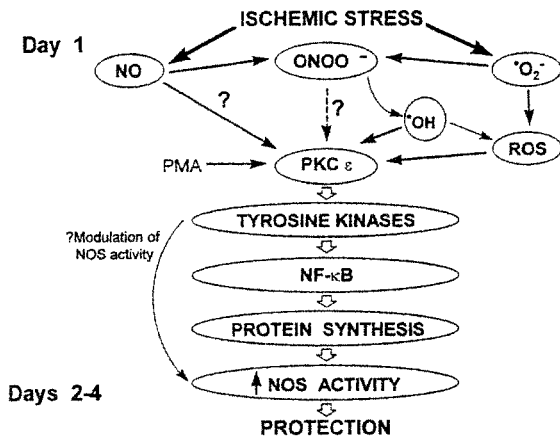 ISCHEMIC STRESS
Day 1
NO
ONOO⁻
•O₂⁻
?
?
•OH
ROS
PMA
PKC ε
TYROSINE KINASES
?Modulation of
NOS activity
NF-κB
PROTEIN SYNTHESIS
↑ NOS ACTIVITY
Days 2-4
PROTECTION